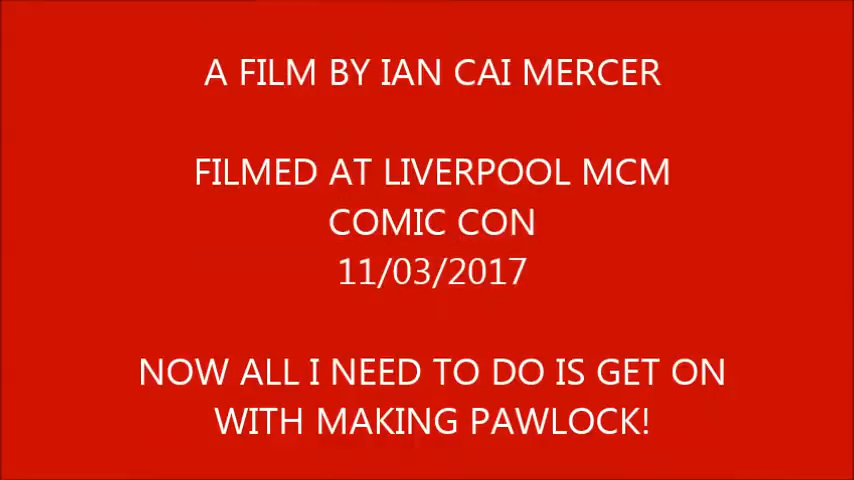 A FILM BY IAN CAI MERCER
FILMED AT LIVERPOOL MCM
COMIC CON
11/03/2017
NOW ALL I NEED TO DO IS GET ON
WITH MAKING PAWLOCK!